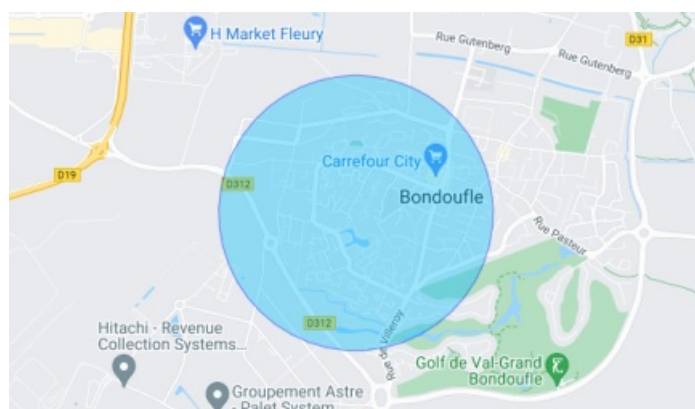 H Market Fleury
D31
Rue Gutenberg
Rue Gutenberg
Carrefour City
D19
D312
Bondoufle
Rue Pasteur
D312
Rue de Villeroy
Hitachi - Revenue
Collection Systems...
Golf de Val-Grand
Bondoufle
Groupement Astre
- Palet System